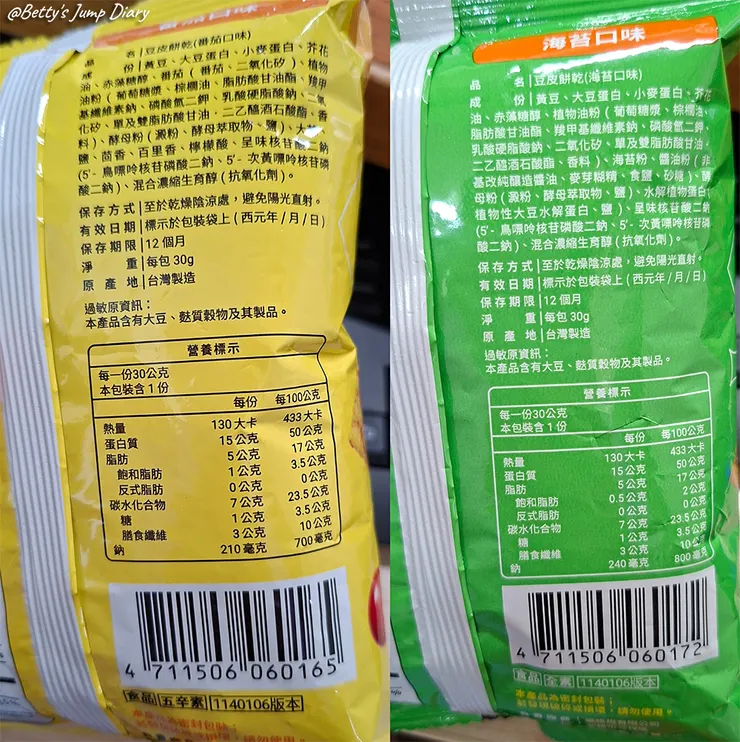 @Betty's Jump Diary
番茄口味
品 名|豆皮餅乾(番茄口味)
成 份|黃豆、大豆蛋白、小麥蛋白、芥花
油、赤藻糖醇、番茄(番茄、二氧化矽)、植物
油粉(葡萄糖漿、棕櫚油、脂肪酸甘油酯、羧甲
基纖維素鈉、磷酸氫二鉀、乳酸硬脂酸鈉、二氧
化矽、單及雙脂肪酸甘油二乙醯酒石酸酯、香
料)、酵母粉(澱粉、酵母萃取物、鹽)、大蒜、
鹽、茴香、百里香、檸檬酸、呈味核苷酸二鈉
(5'-鳥嘌呤核苷磷酸二鈉、5'-次黃嘌呤核苷磷
酸二鈉)、混合濃縮生育醇(抗氧化劑)。
保存方式|至於乾燥陰涼處,避免陽光直射。
有效日期|標示於包裝袋上(西元年/月/日)
保存期限|12個月
淨 重|每包30g
原產地|台灣製造
過敏原資訊:
本產品含有大豆、麩質穀物及其製品。
營養標示
每一份30公克
本包裝含1份
每份 每100公克
熱量 130大卡 433大卡
蛋白質 15公克 50公克
脂肪 5公克 17公克
飽和脂肪 1公克 3.5公克
反式脂肪 0公克 0公克
碳水化合物 7公克 23.5公克
糖 1公克 3.5公克
膳食纖維 3公克 10公克
鈉 210毫克 700毫克
4 711506 060165
食品 五辛素 1140106版本
本產品為密封包裝:
海苔口味
品 名|豆皮餅乾(海苔口味)
成 份|黃豆、大豆蛋白、小麥蛋白、芥花
油、赤藻糖醇、植物油粉(葡萄糖漿、棕櫚油、
脂肪酸甘油酯、羧甲基纖維素鈉、磷酸氫二鉀、
乳酸硬脂酸鈉、二氧化矽、單及雙脂肪酸甘油
二乙醯酒石酸酯、香料)、海苔粉、醬油粉(非
基改純釀造醬油、麥芽糊精、食鹽、砂糖)、酵
母粉(澱粉、酵母萃取物、鹽)、水解植物蛋白(
植物性大豆水解蛋白、鹽)、呈味核苷酸二鈉
(5'-鳥嘌呤核苷磷酸二鈉、5'-次黃嘌呤核苷磷
酸二鈉)、混合濃縮生育醇(抗氧化劑)。
保存方式|至於乾燥陰涼處,避免陽光直射。
有效日期|標示於包裝袋上(西元年/月/日)
保存期限|12個月
淨 重|每包30g
原產地|台灣製造
過敏原資訊:
本產品含有大豆、麩質穀物及其製品。
營養標示
每一份30公克
本包裝含1份
每份 每100公克
熱量 130大卡 433大卡
蛋白質 15公克 50公克
脂肪 5公克 17公克
飽和脂肪 0.5公克 2公克
反式脂肪 0公克 0公克
碳水化合物 7公克 23.5公克
糖 1公克 3.5公克
膳食纖維 3公克 10公克
鈉 240毫克 800毫克
4 711506 060172
食品 全素 1140106版本
本產品為密封包裝:
如發現破碎或損壞,請勿使用。